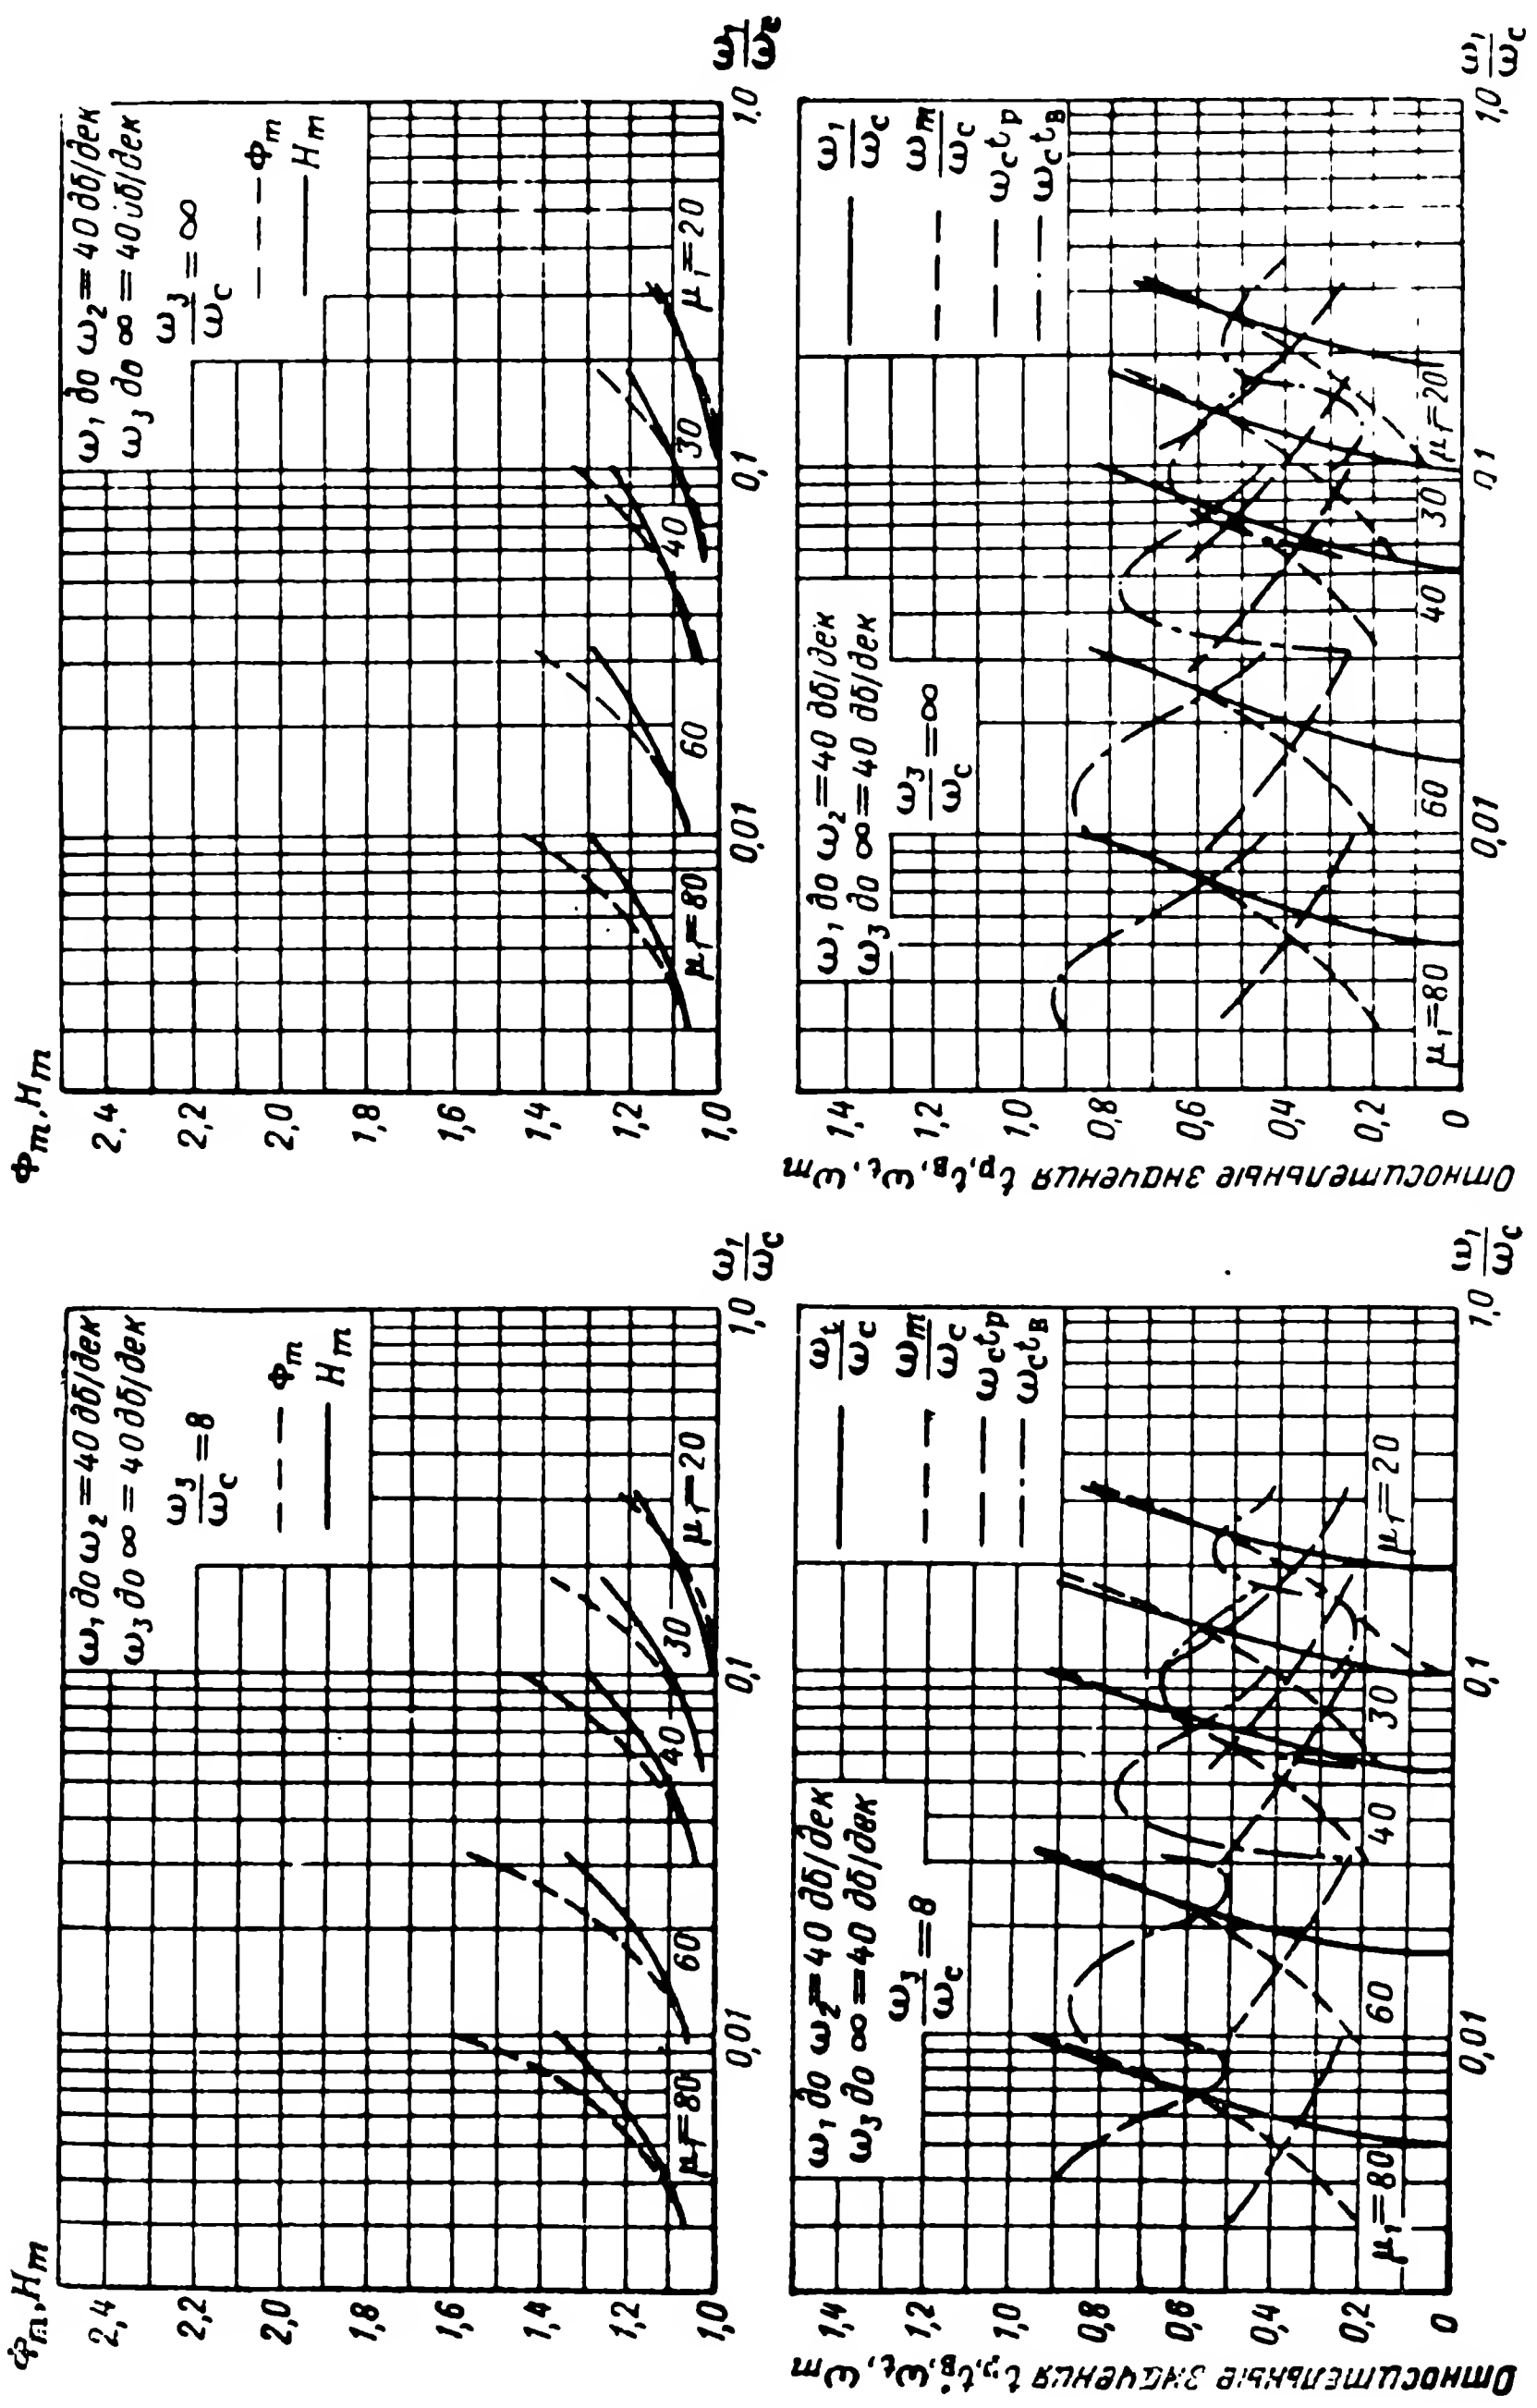 Φm, Hm
2,4
2,2
2,0
1,8
1,6
1,4
1,2
1,0
ω₁ до ω₂ = 40 дб/дек
ω₃ до ∞ = 40 дб/дек
ω₃/ωc = 8
Φm
Hm
μ₁=80
60
40
30
μ₁=20
0,01
0,1
1,0
ω₁/ωc
Φm, Hm
2,4
2,2
2,0
1,8
1,6
1,4
1,2
1,0
ω₁ до ω₂ = 40 дб/дек
ω₃ до ∞ = 40 дб/дек
ω₃/ωc = ∞
Φm
Hm
μ₁=80
60
40
30
μ₁=20
0,01
0,1
1.0
ω₁/ωc
Относительные значения tp, tв, ωt, ωm
1,4
1,2
1,0
0,8
0,6
0,4
0,2
0
ω₁ до ω₂ = 40 дб/дек
ω₃ до ∞ = 40 дб/дек
ω₃/ωc = 8
ωt/ωc
ωm/ωc
ωctp
ωctв
μ₁=80
60
40
30
μ₁=20
0,01
0,1
1,0
ω₁/ωc
Относительные значения tp, tв, ωt, ωm
1,4
1,2
1,0
0,8
0,6
0,4
0,2
0
ω₁ до ω₂ = 40 дб/дек
ω₃ до ∞ = 40 дб/дек
ω₃/ωc = ∞
ω₁/ωc
ωm/ωc
ωctp
ωctв
μ₁=80
60
40
30
μ₁=20
0,01
0,1
1,0
ω₁/ωc